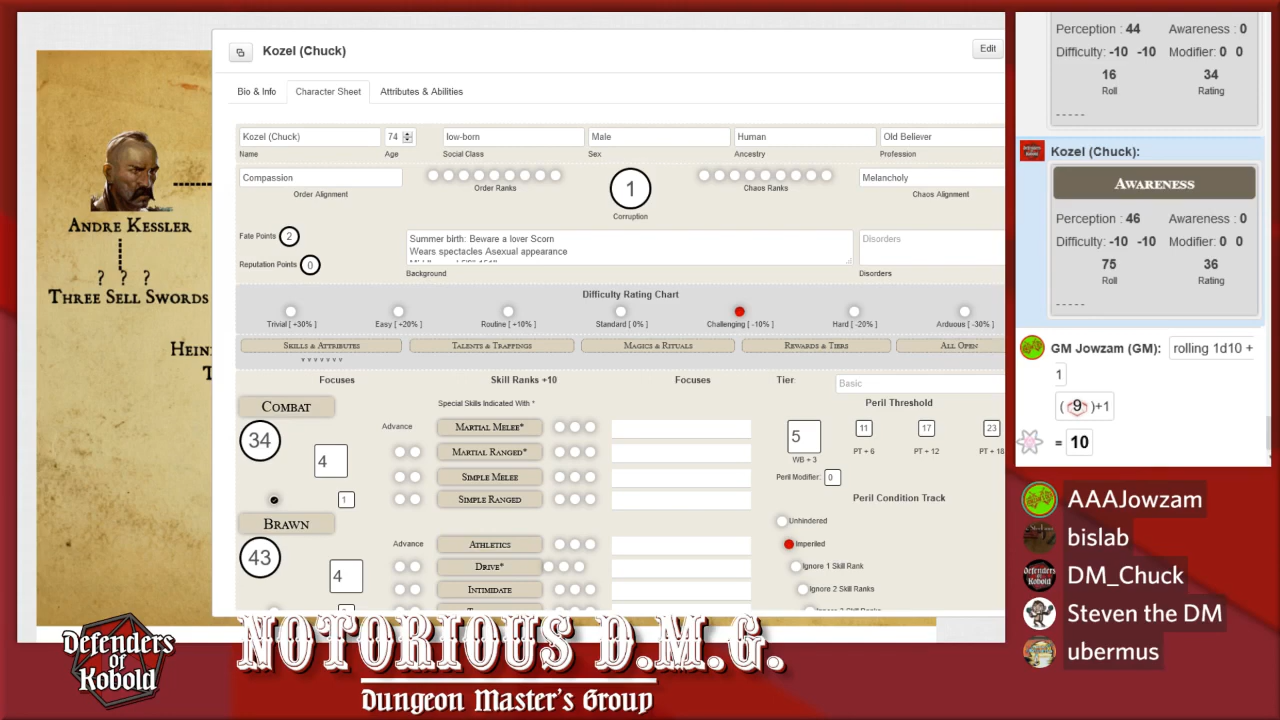 Kozel (Chuck)
Edit
Bio & Info
Character Sheet
Attributes & Abilities
Kozel (Chuck)
74
low-born
Male
Human
Old Believer
Name
Age
Social Class
Sex
Ancestry
Profession
Compassion
Order Alignment
Order Ranks
1
Corruption
Chaos Ranks
Melancholy
Chaos Alignment
Fate Points
2
Reputation Points
0
Summer birth: Beware a lover Scorn
Wears spectacles Asexual appearance
Background
Disorders
Disorders
Difficulty Rating Chart
Trivial [ +30% ]
Easy [ +20% ]
Routine [ +10% ]
Standard [ 0% ]
Challenging [ -10% ]
Hard [ -20% ]
Arduous [ -30% ]
Skills & Attributes
Talents & Trappings
Magics & Rituals
Rewards & Tiers
All Open
v v v v v v v
Focuses
Skill Ranks +10
Focuses
Tier:
Basic
Combat
Special Skills Indicated With *
Peril Threshold
34
4
1
Advance
Martial Melee*
Martial Ranged*
Simple Melee
Simple Ranged
5
WB + 3
11
PT + 6
17
PT + 12
23
PT + 18
Peril Modifier:
0
Peril Condition Track
Brawn
43
4
Advance
Athletics
Drive*
Intimidate
Unhindered
Imperiled
Ignore 1 Skill Rank
Ignore 2 Skill Ranks
Andre Kessler
? ? ?
Three Sell Swords
Hein
T
Perception : 44
Awareness : 0
Difficulty: -10 -10
Modifier: 0 0
16
34
Roll
Rating
- - - - -
Kozel (Chuck):
Awareness
Perception : 46
Awareness : 0
Difficulty: -10 -10
Modifier: 0 0
75
36
Roll
Rating
- - - - -
GM Jowzam (GM): rolling 1d10 +
1
( 9 )+1
= 10
AAAJowzam
bislab
DM_Chuck
Steven the DM
ubermus
Defenders
of
Kobold
NOTORIOUS D.M.G.
Dungeon Master's Group